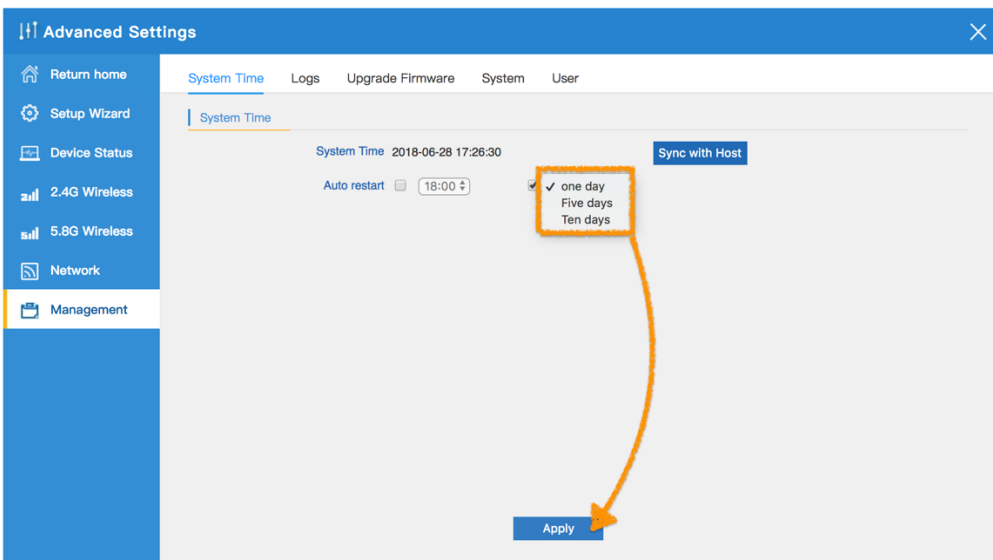 Advanced Settings
Return home
Setup Wizard
Device Status
2.4G Wireless
5.8G Wireless
Network
Management
System Time Logs Upgrade Firmware System User
System Time
System Time 2018-06-28 17:26:30 Sync with Host
Auto restart 18:00 ✓ one day
Five days
Ten days
Apply